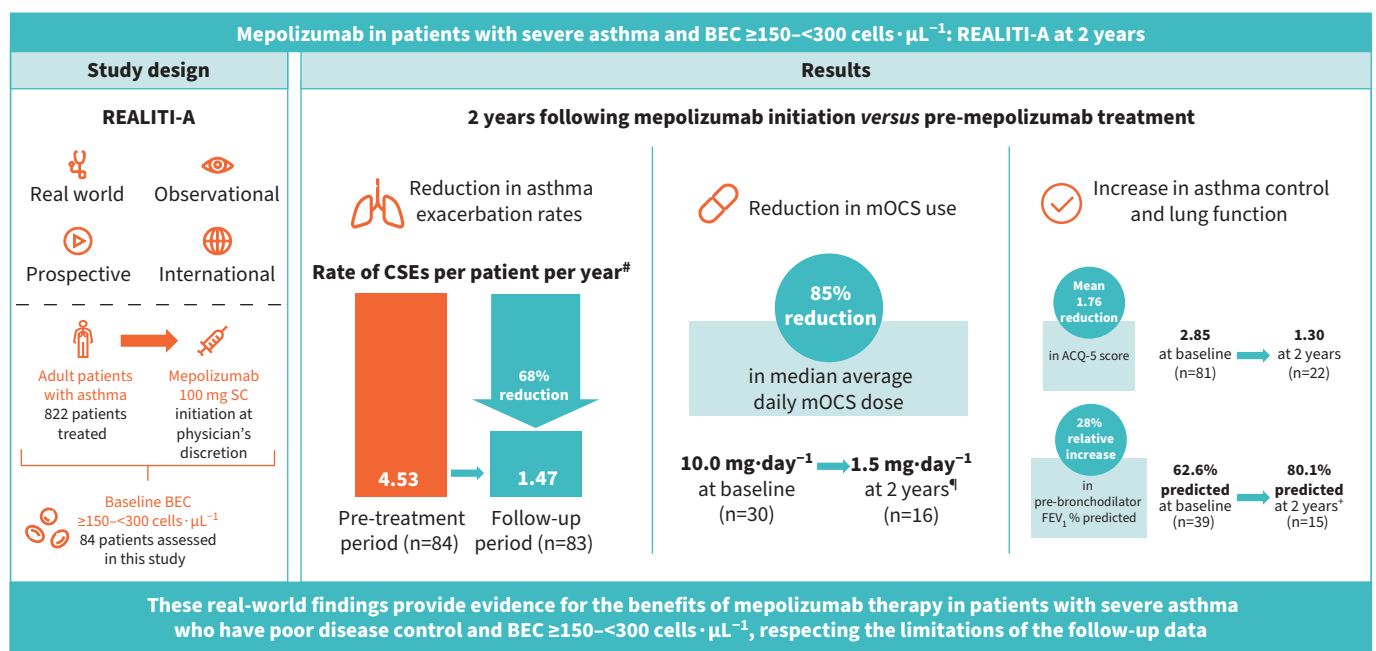 Mepolizumab in patients with severe asthma and BEC ≥150–<300 cells·µL⁻¹: REALITI-A at 2 years
Study design
REALITI-A
Real world
Observational
Prospective
International
Adult patients
with asthma
822 patients
treated
Mepolizumab
100 mg SC
initiation at
physician's
discretion
Baseline BEC
≥150–<300 cells·µL⁻¹
84 patients assessed
in this study
Results
2 years following mepolizumab initiation versus pre-mepolizumab treatment
Reduction in asthma
exacerbation rates
Rate of CSEs per patient per year#
68%
reduction
4.53
1.47
Pre-treatment
period (n=84)
Follow-up
period (n=83)
Reduction in mOCS use
85%
reduction
in median average
daily mOCS dose
10.0 mg·day⁻¹
at baseline
(n=30)
1.5 mg·day⁻¹
at 2 years¶
(n=16)
Increase in asthma control
and lung function
Mean
1.76
reduction
in ACQ-5 score
2.85
at baseline
(n=81)
1.30
at 2 years
(n=22)
28%
relative
increase
in
pre-bronchodilator
FEV₁ % predicted
62.6%
predicted
at baseline
(n=39)
80.1%
predicted
at 2 years⁺
(n=15)
These real-world findings provide evidence for the benefits of mepolizumab therapy in patients with severe asthma
who have poor disease control and BEC ≥150–<300 cells·µL⁻¹, respecting the limitations of the follow-up data